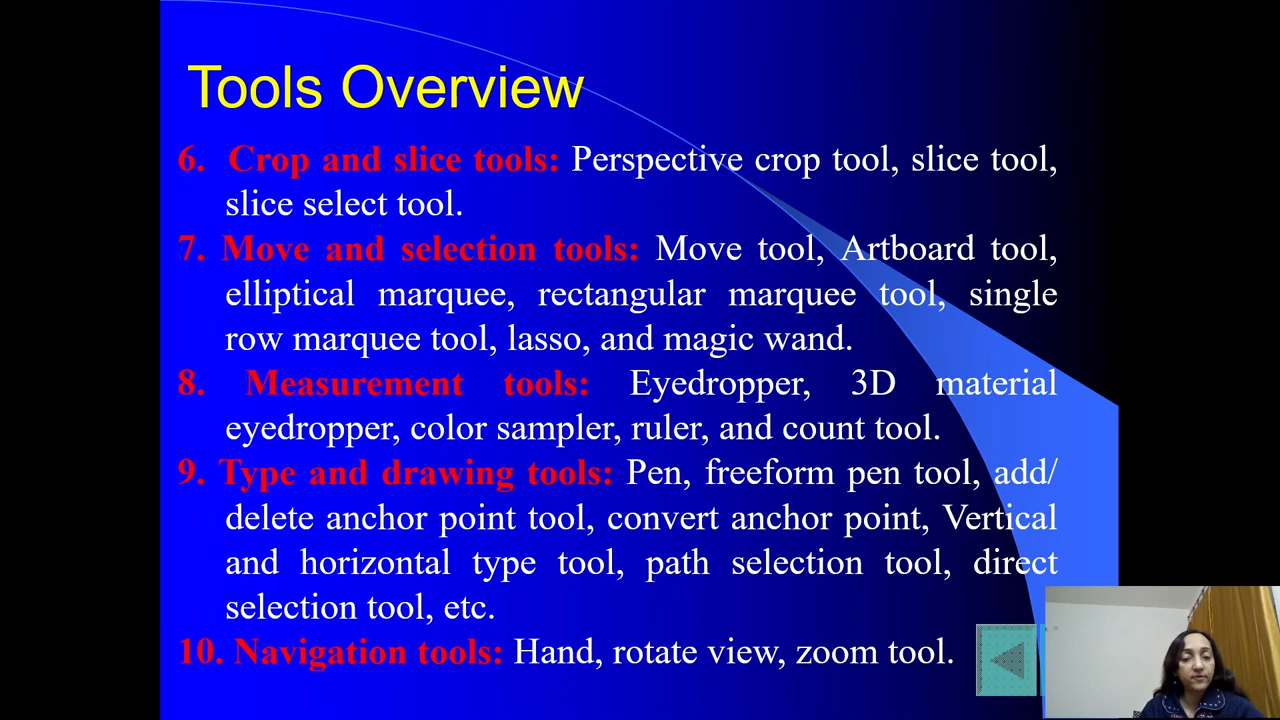 Tools Overview
6. Crop and slice tools: Perspective crop tool, slice tool,
slice select tool.
7. Move and selection tools: Move tool, Artboard tool,
elliptical marquee, rectangular marquee tool, single
row marquee tool, lasso, and magic wand.
8. Measurement tools: Eyedropper, 3D material
eyedropper, color sampler, ruler, and count tool.
9. Type and drawing tools: Pen, freeform pen tool, add/
delete anchor point tool, convert anchor point, Vertical
and horizontal type tool, path selection tool, direct
selection tool, etc.
10. Navigation tools: Hand, rotate view, zoom tool.